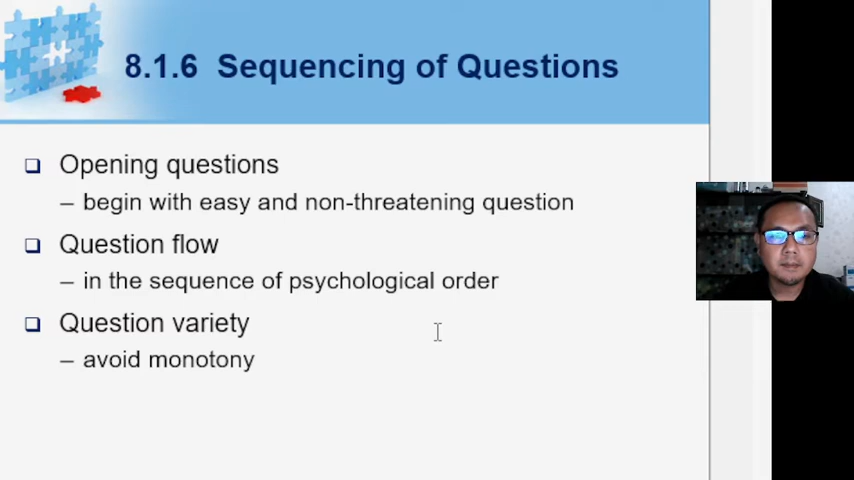 8.1.6 Sequencing of Questions
❑ Opening questions
– begin with easy and non-threatening question
❑ Question flow
– in the sequence of psychological order
❑ Question variety
– avoid monotony